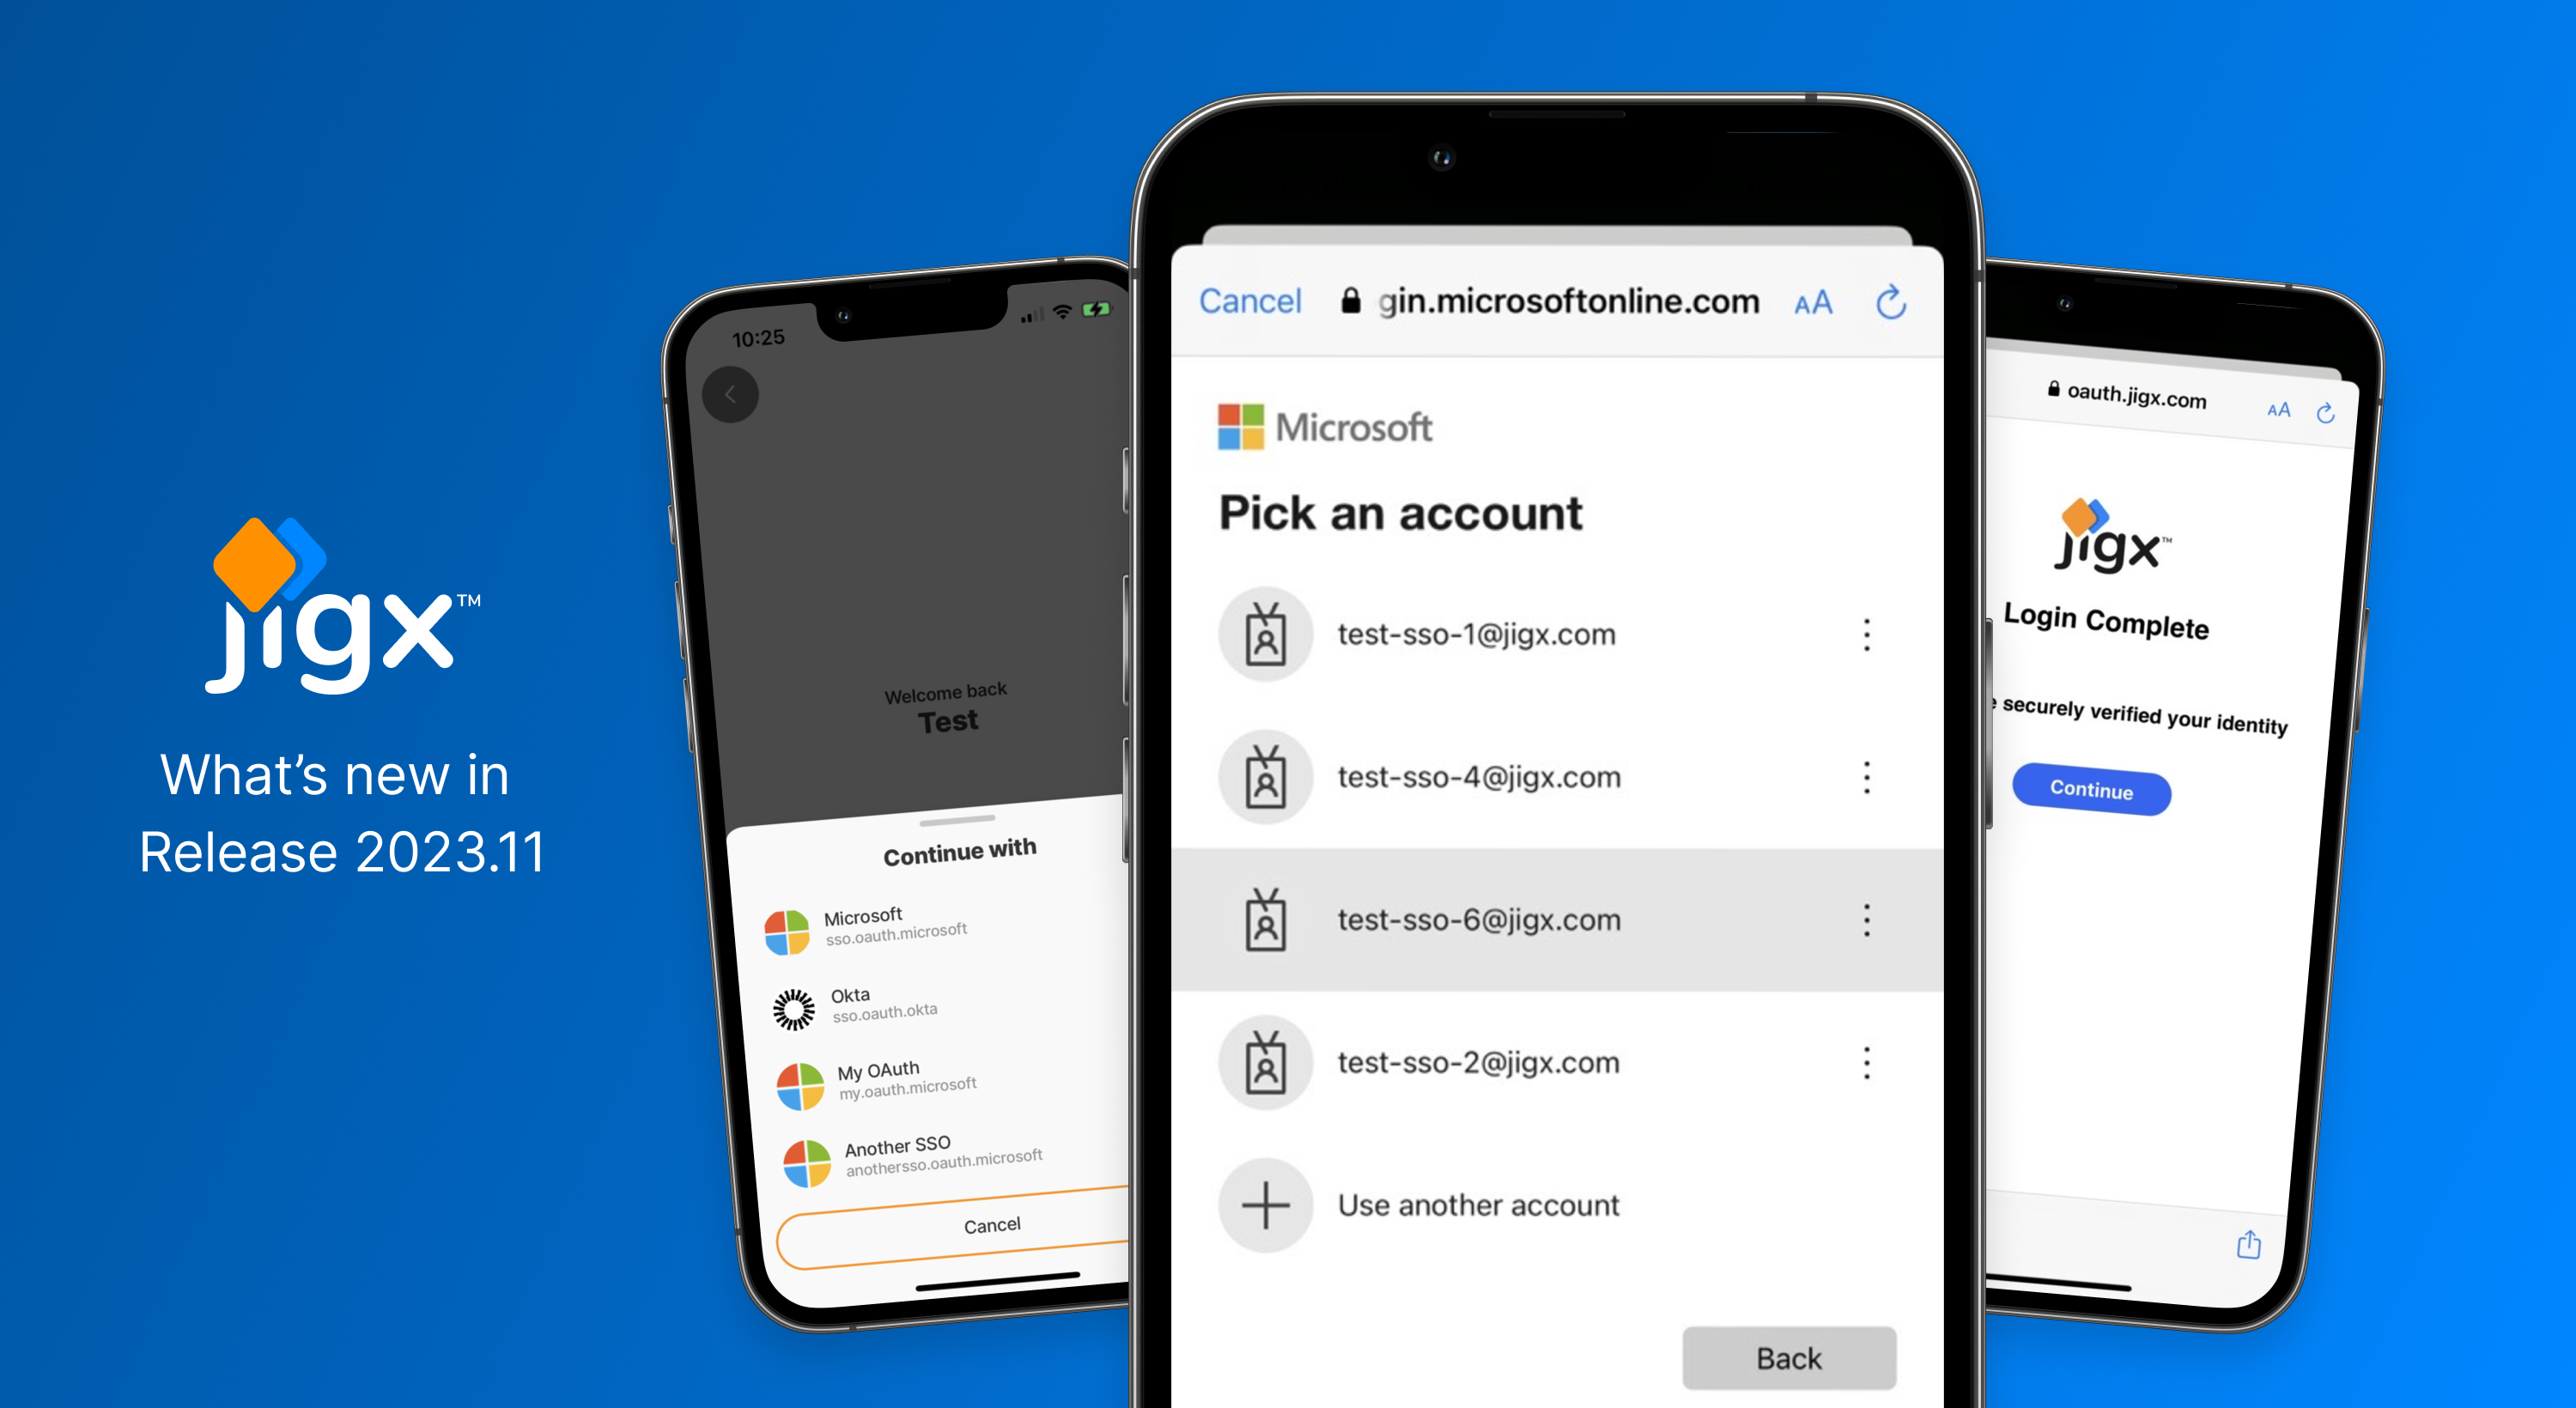 jigx™
What's new in
Release 2023.11
10:25
Welcome back
Test
Continue with
Microsoft
sso.oauth.microsoft
Okta
sso.oauth.okta
My OAuth
my.oauth.microsoft
Another SSO
anothersso.oauth.microsoft
Cancel
Cancel
gin.microsoftonline.com
AA
Microsoft
Pick an account
test-sso-1@jigx.com
test-sso-4@jigx.com
test-sso-6@jigx.com
test-sso-2@jigx.com
Use another account
Back
oauth.jigx.com
AA
jigx™
Login Complete
securely verified your identity
Continue